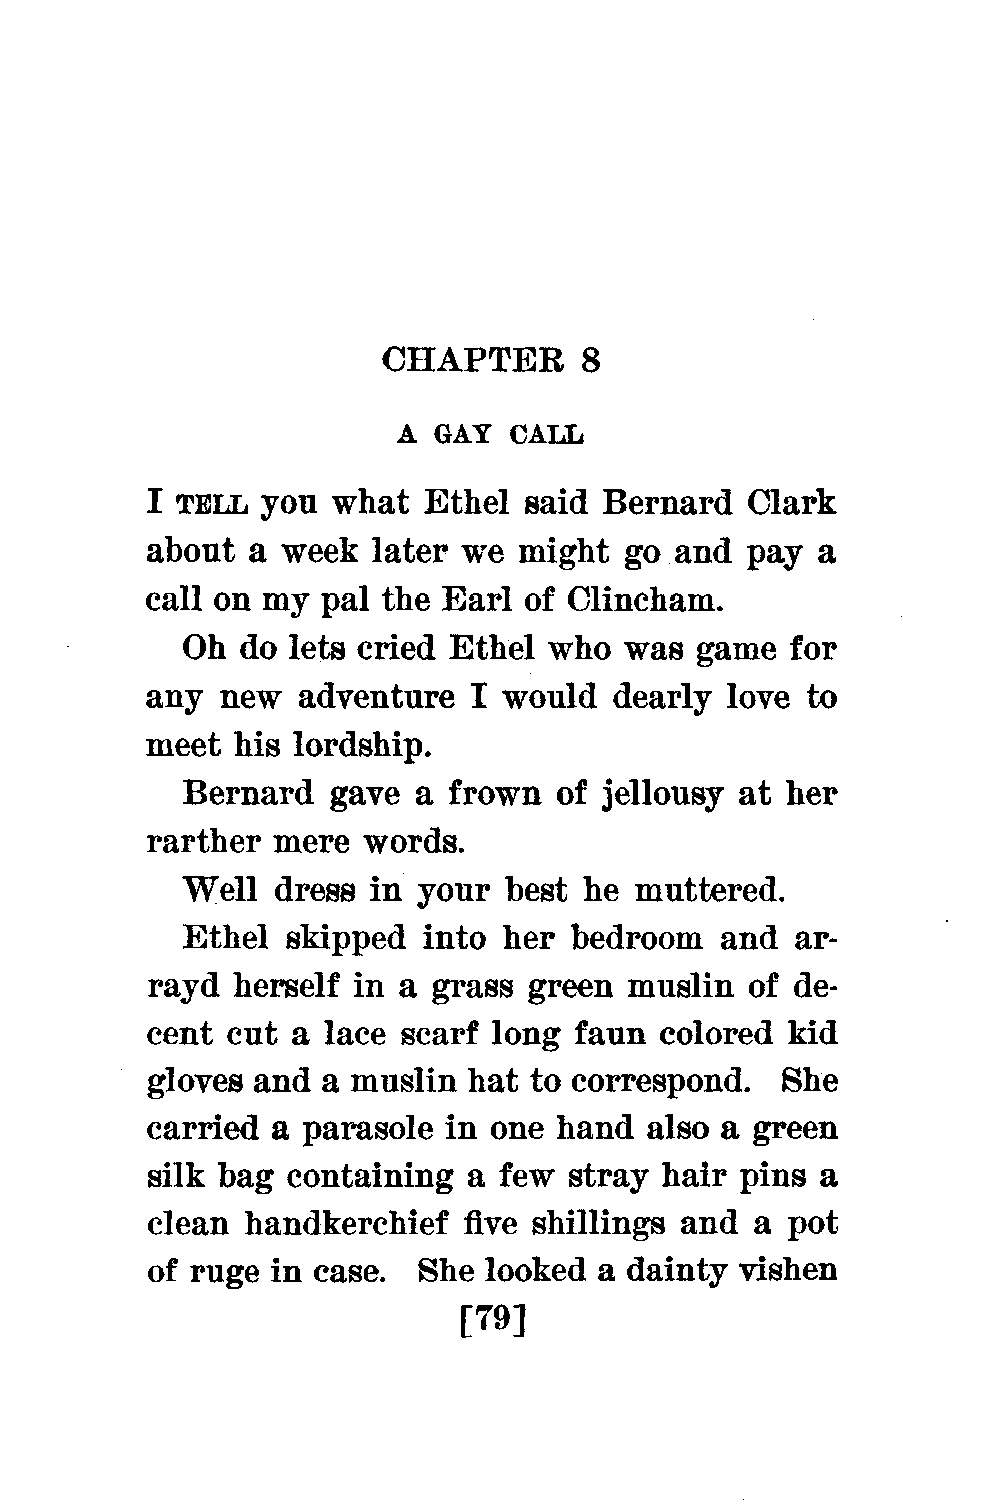 CHAPTER 8
A GAY CALL
I TELL you what Ethel said Bernard Clark
about a week later we might go and pay a
call on my pal the Earl of Clincham.
Oh do lets cried Ethel who was game for
any new adventure I would dearly love to
meet his lordship.
Bernard gave a frown of jellousy at her
rarther mere words.
Well dress in your best he muttered.
Ethel skipped into her bedroom and ar-
rayd herself in a grass green muslin of de-
cent cut a lace scarf long faun colored kid
gloves and a muslin hat to correspond. She
carried a parasole in one hand also a green
silk bag containing a few stray hair pins a
clean handkerchief five shillings and a pot
of ruge in case. She looked a dainty vishen
[79]